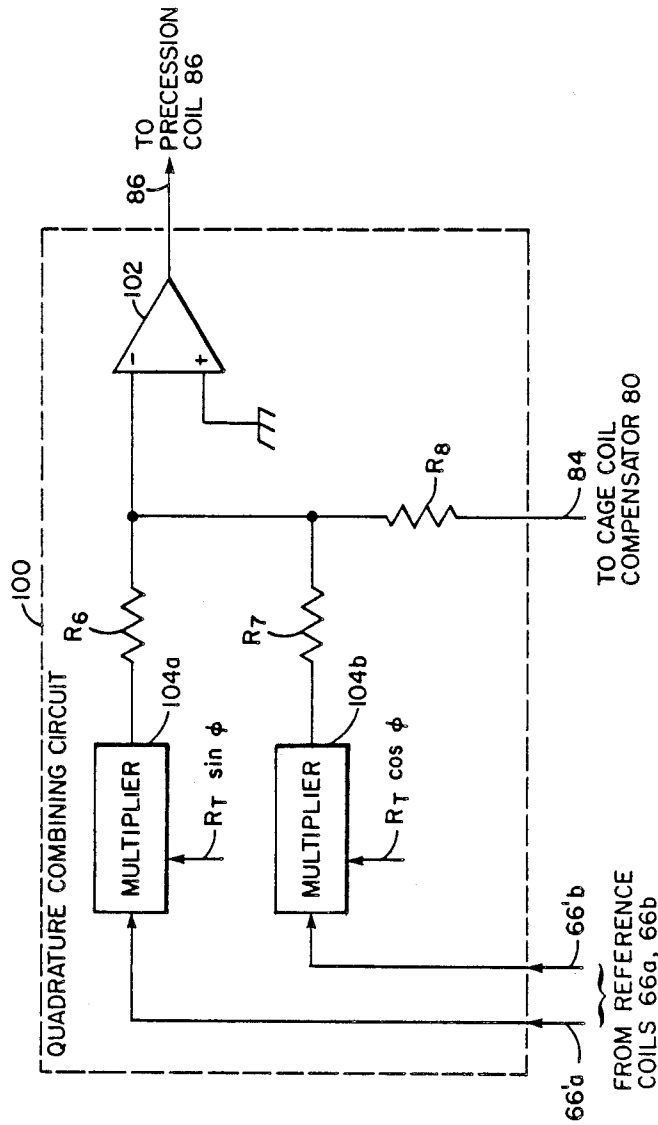 100
QUADRATURE COMBINING CIRCUIT
MULTIPLIER
104a
RT sin ϕ
R6
MULTIPLIER
104b
RT cos ϕ
R7
R8
-
+
102
86
TO
PRECESSION
COIL 86
66'a
66'b
FROM REFERENCE
COILS 66a, 66b
84
TO CAGE COIL
COMPENSATOR 80